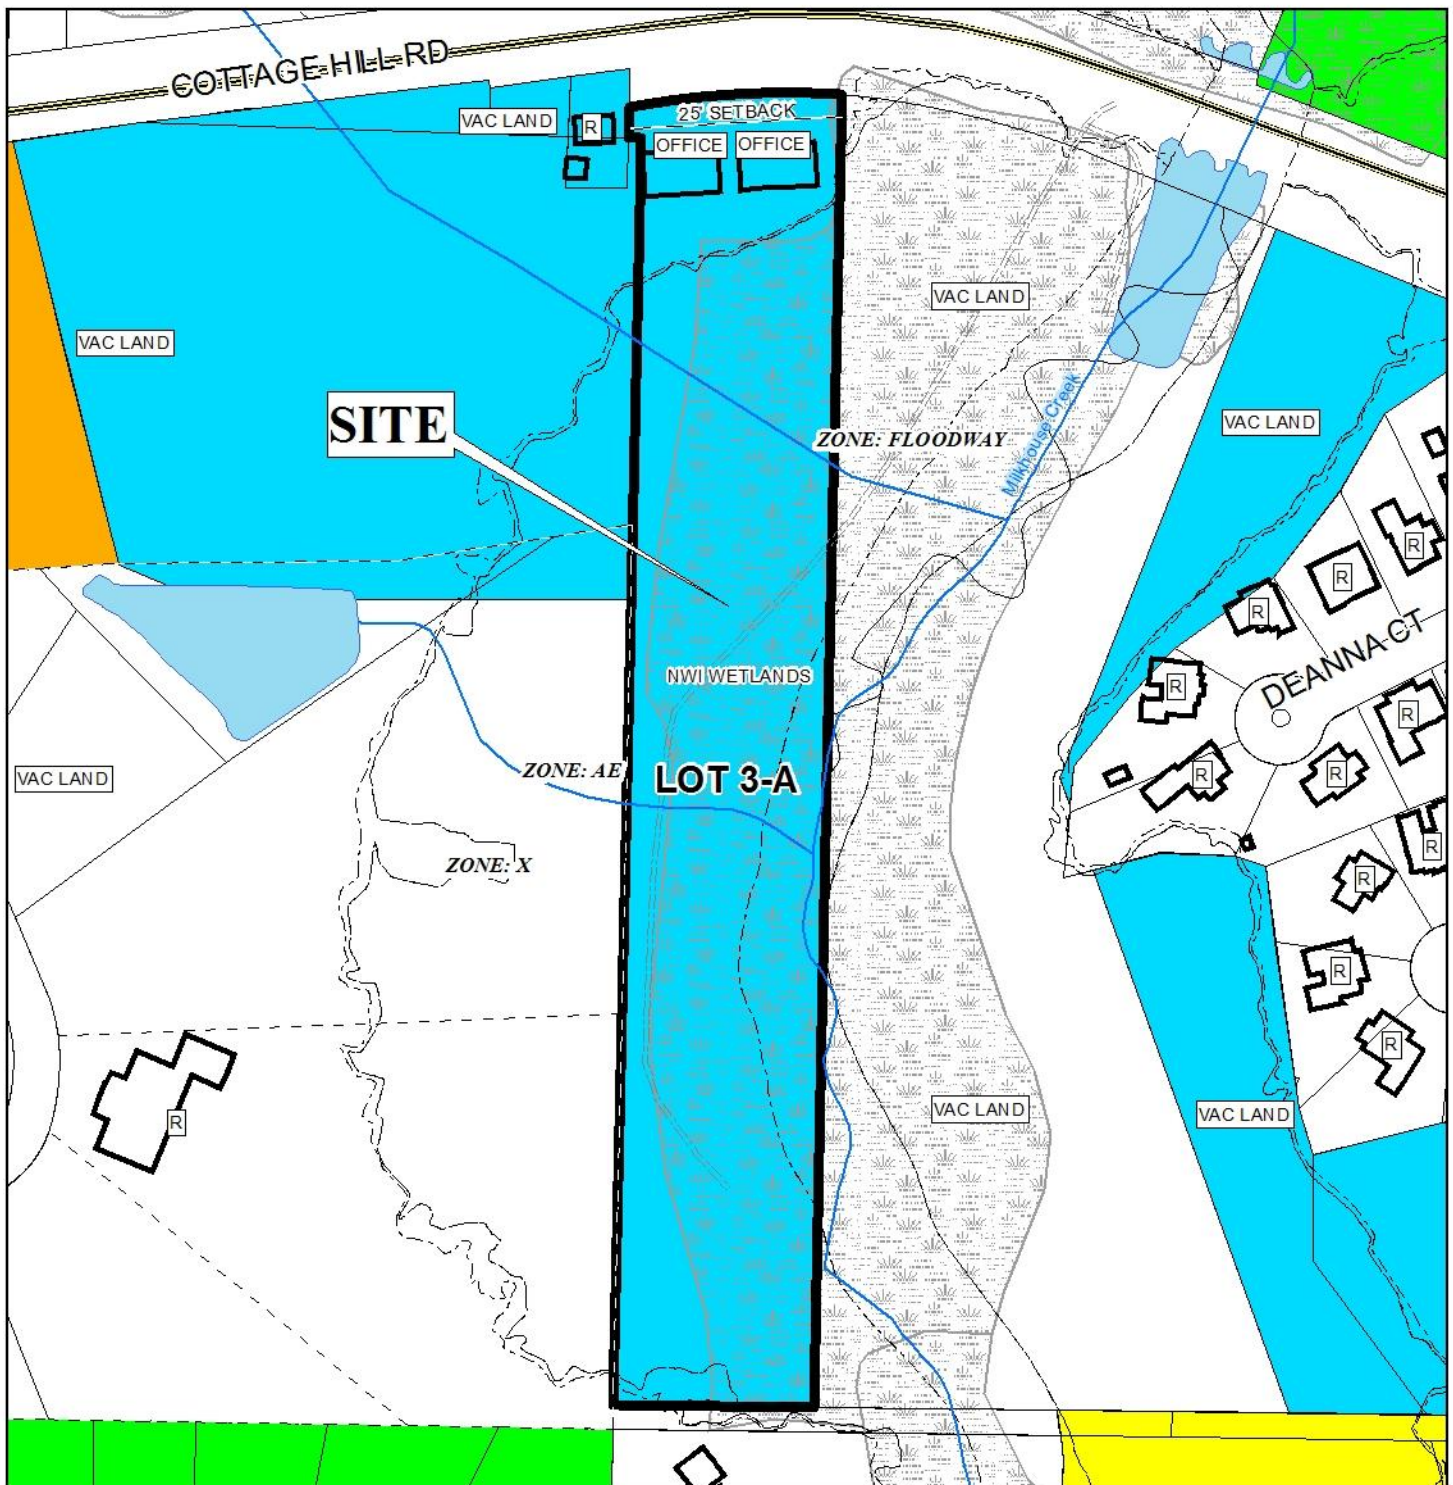 COTTAGE HILL RD
25' SETBACK
VAC LAND
R
OFFICE
OFFICE
VAC LAND
VAC LAND
SITE
Milkhouse Creek
VAC LAND
ZONE: FLOODWAY
R
R
R
DEANNA CT
NWI WETLANDS
R
R
ZONE: AE
LOT 3-A
VAC LAND
R
R
R
ZONE: X
R
R
R
VAC LAND
VAC LAND
R